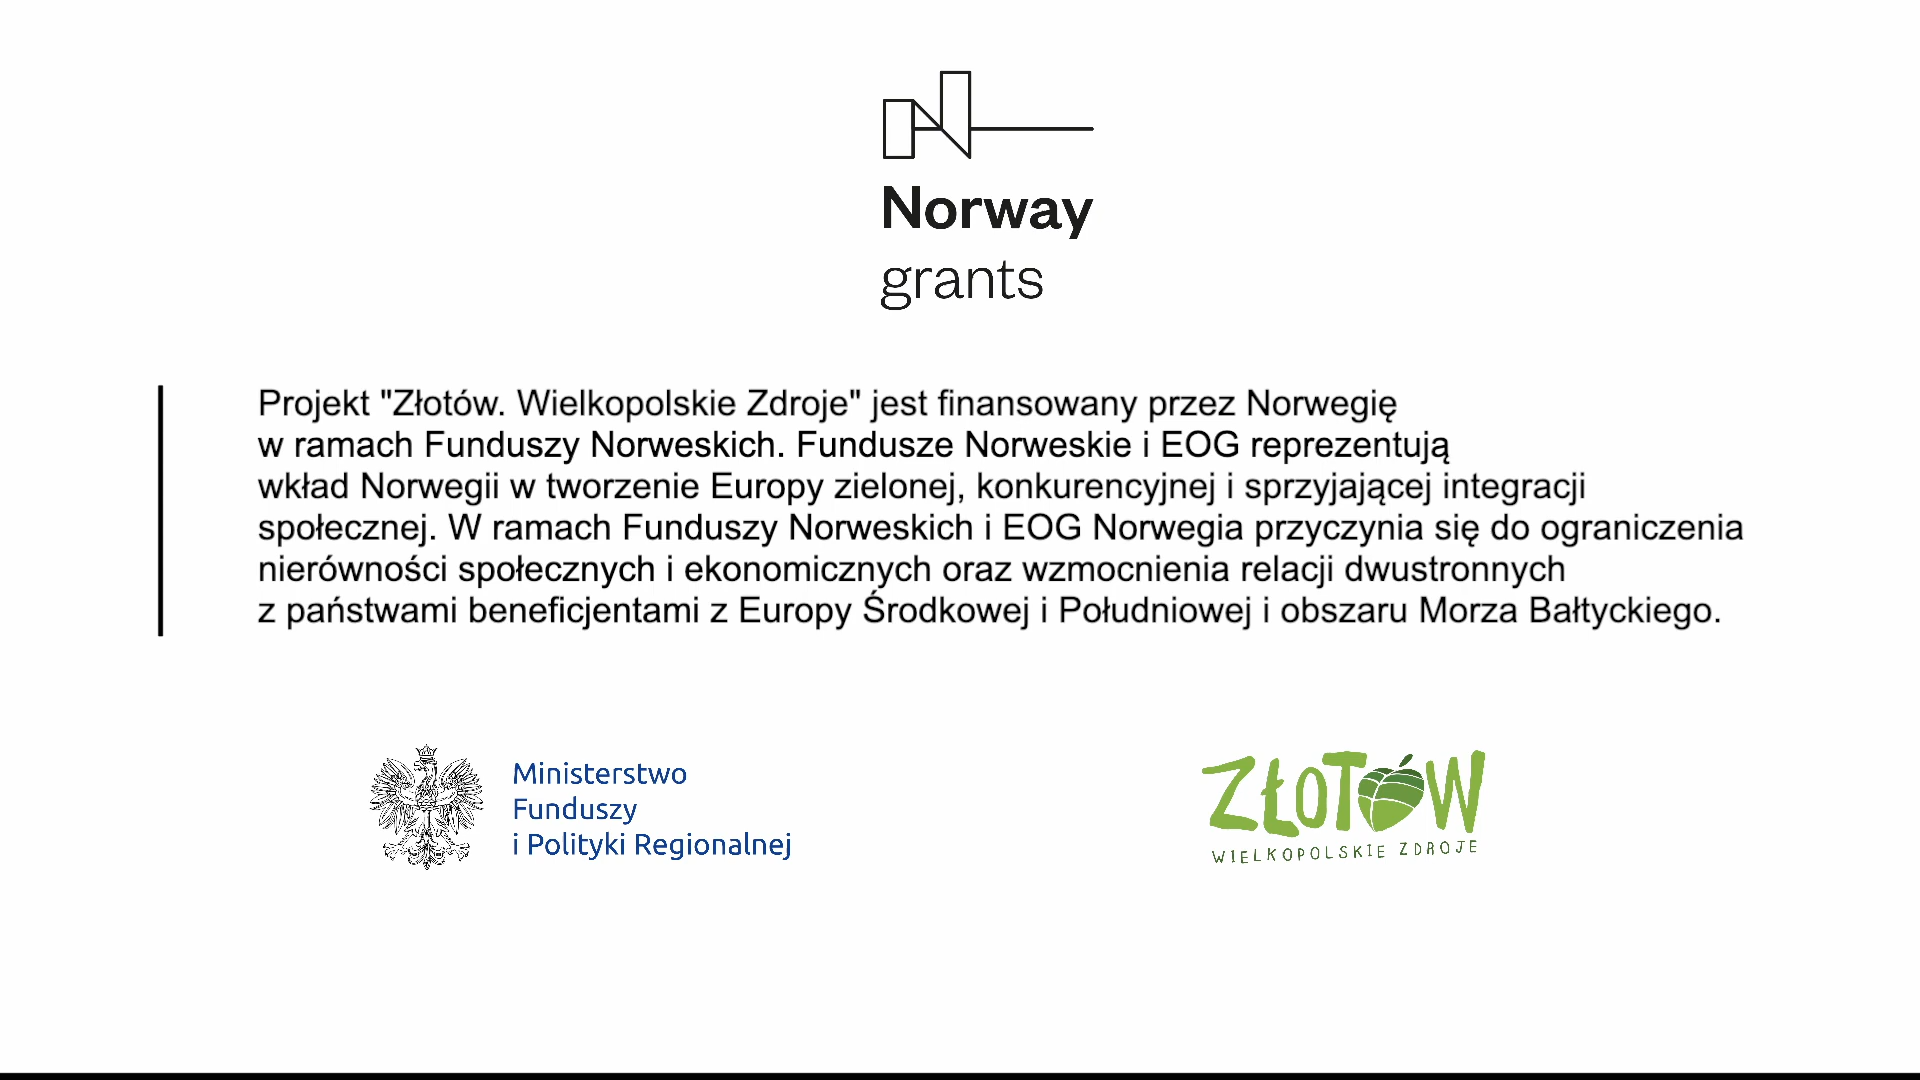 Norway
grants
Projekt "Złotów. Wielkopolskie Zdroje" jest finansowany przez Norwegię
w ramach Funduszy Norweskich. Fundusze Norweskie i EOG reprezentują
wkład Norwegii w tworzenie Europy zielonej, konkurencyjnej i sprzyjającej integracji
społecznej. W ramach Funduszy Norweskich i EOG Norwegia przyczynia się do ograniczenia
nierówności społecznych i ekonomicznych oraz wzmocnienia relacji dwustronnych
z państwami beneficjentami z Europy Środkowej i Południowej i obszaru Morza Bałtyckiego.
Ministerstwo
Funduszy
i Polityki Regionalnej
ZŁOTÓW
WIELKOPOLSKIE ZDROJE